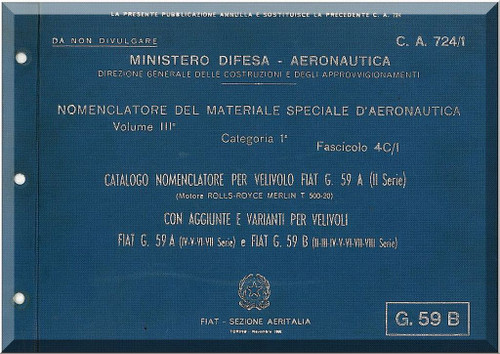 LA PRESENTE PUBBLICAZIONE ANNULLA E SOSTITUISCE LA PRECEDENTE C. A. 724
DA NON DIVULGARE
C. A. 724/1
MINISTERO DIFESA - AERONAUTICA
DIREZIONE GENERALE DELLE COSTRUZIONI E DEGLI APPROVVIGIONAMENTI
NOMENCLATORE DEL MATERIALE SPECIALE D'AERONAUTICA
Volume III°
Categoria 1ª
Fascicolo 4C/I
CATALOGO NOMENCLATORE PER VELIVOLO FIAT G. 59 A (II Serie)
(Motore ROLLS-ROYCE MERLIN T 500-20)
CON AGGIUNTE E VARIANTI PER VELIVOLI
FIAT G. 59 A (IV-V-VI-VII Serie) e FIAT G. 59 B (II-III-IV-V-VI-VII-VIII Serie)
FIAT - SEZIONE AERITALIA
TORINO - Novembre
G. 59 B